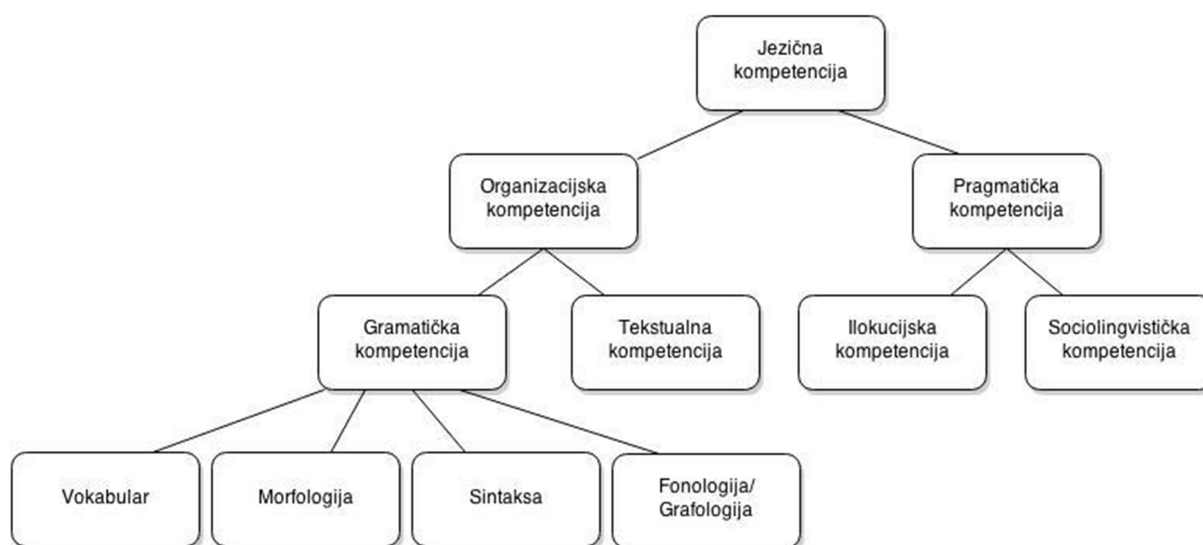 Jezična
kompetencija
Organizacijska
kompetencija
Pragmatička
kompetencija
Gramatička
kompetencija
Tekstualna
kompetencija
Ilokucijska
kompetencija
Sociolingvistička
kompetencija
Vokabular
Morfologija
Sintaksa
Fonologija/
Grafologija